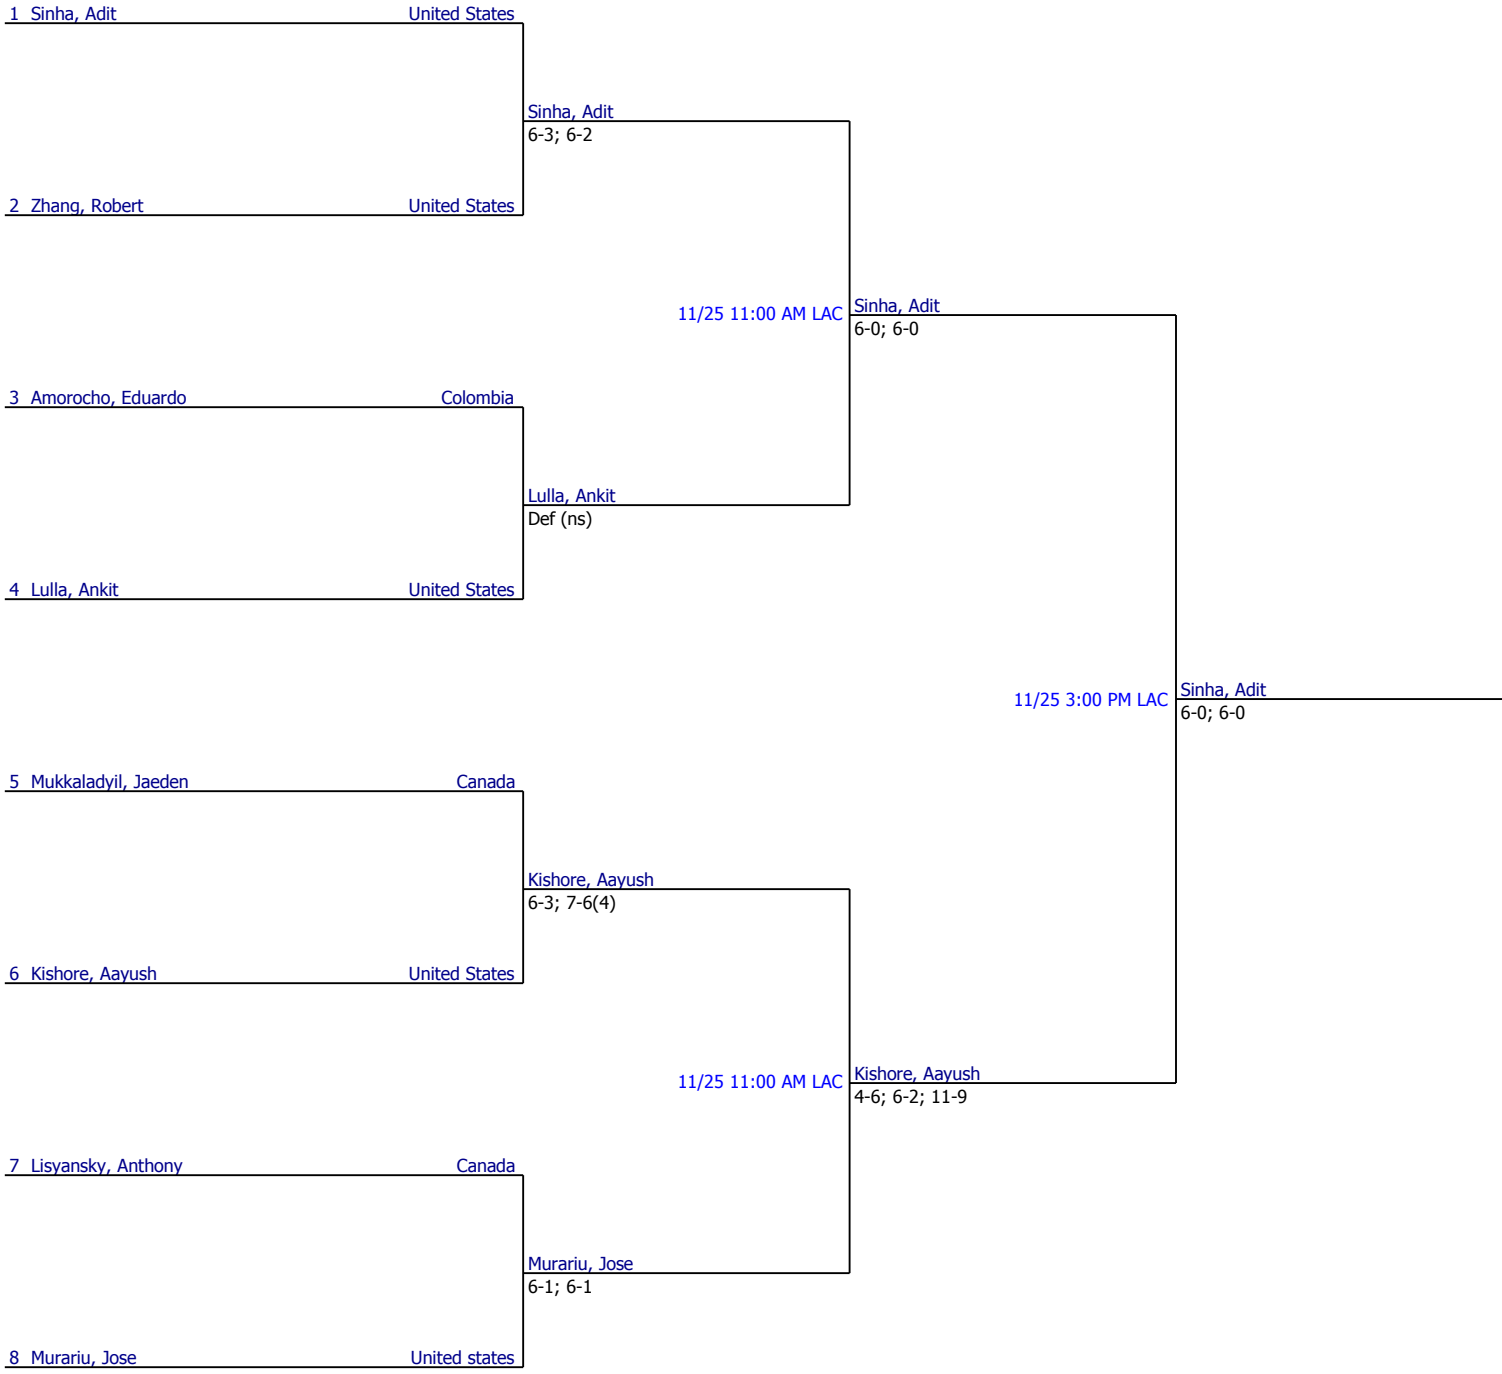 1 Sinha, Adit United States
Sinha, Adit
6-3; 6-2
2 Zhang, Robert United States
11/25 11:00 AM LAC Sinha, Adit
6-0; 6-0
3 Amorocho, Eduardo Colombia
Lulla, Ankit
Def (ns)
4 Lulla, Ankit United States
11/25 3:00 PM LAC Sinha, Adit
6-0; 6-0
5 Mukkaladyil, Jaeden Canada
Kishore, Aayush
6-3; 7-6(4)
6 Kishore, Aayush United States
11/25 11:00 AM LAC Kishore, Aayush
4-6; 6-2; 11-9
7 Lisyansky, Anthony Canada
Murariu, Jose
6-1; 6-1
8 Murariu, Jose United states